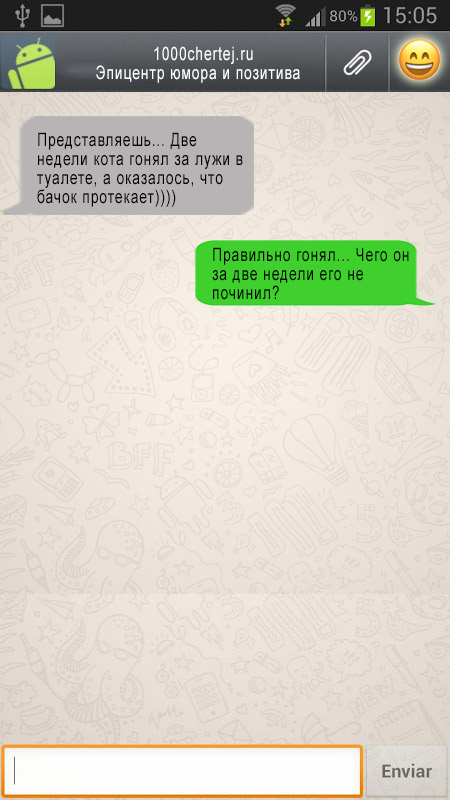 80%
15:05
1000chertej.ru
Эпицентр юмора и позитива
Представляешь... Две
недели кота гонял за лужи в
туалете, а оказалось, что
бачок протекает))))
Правильно гонял... Чего он
за две недели его не
починил?
BFF
Enviar